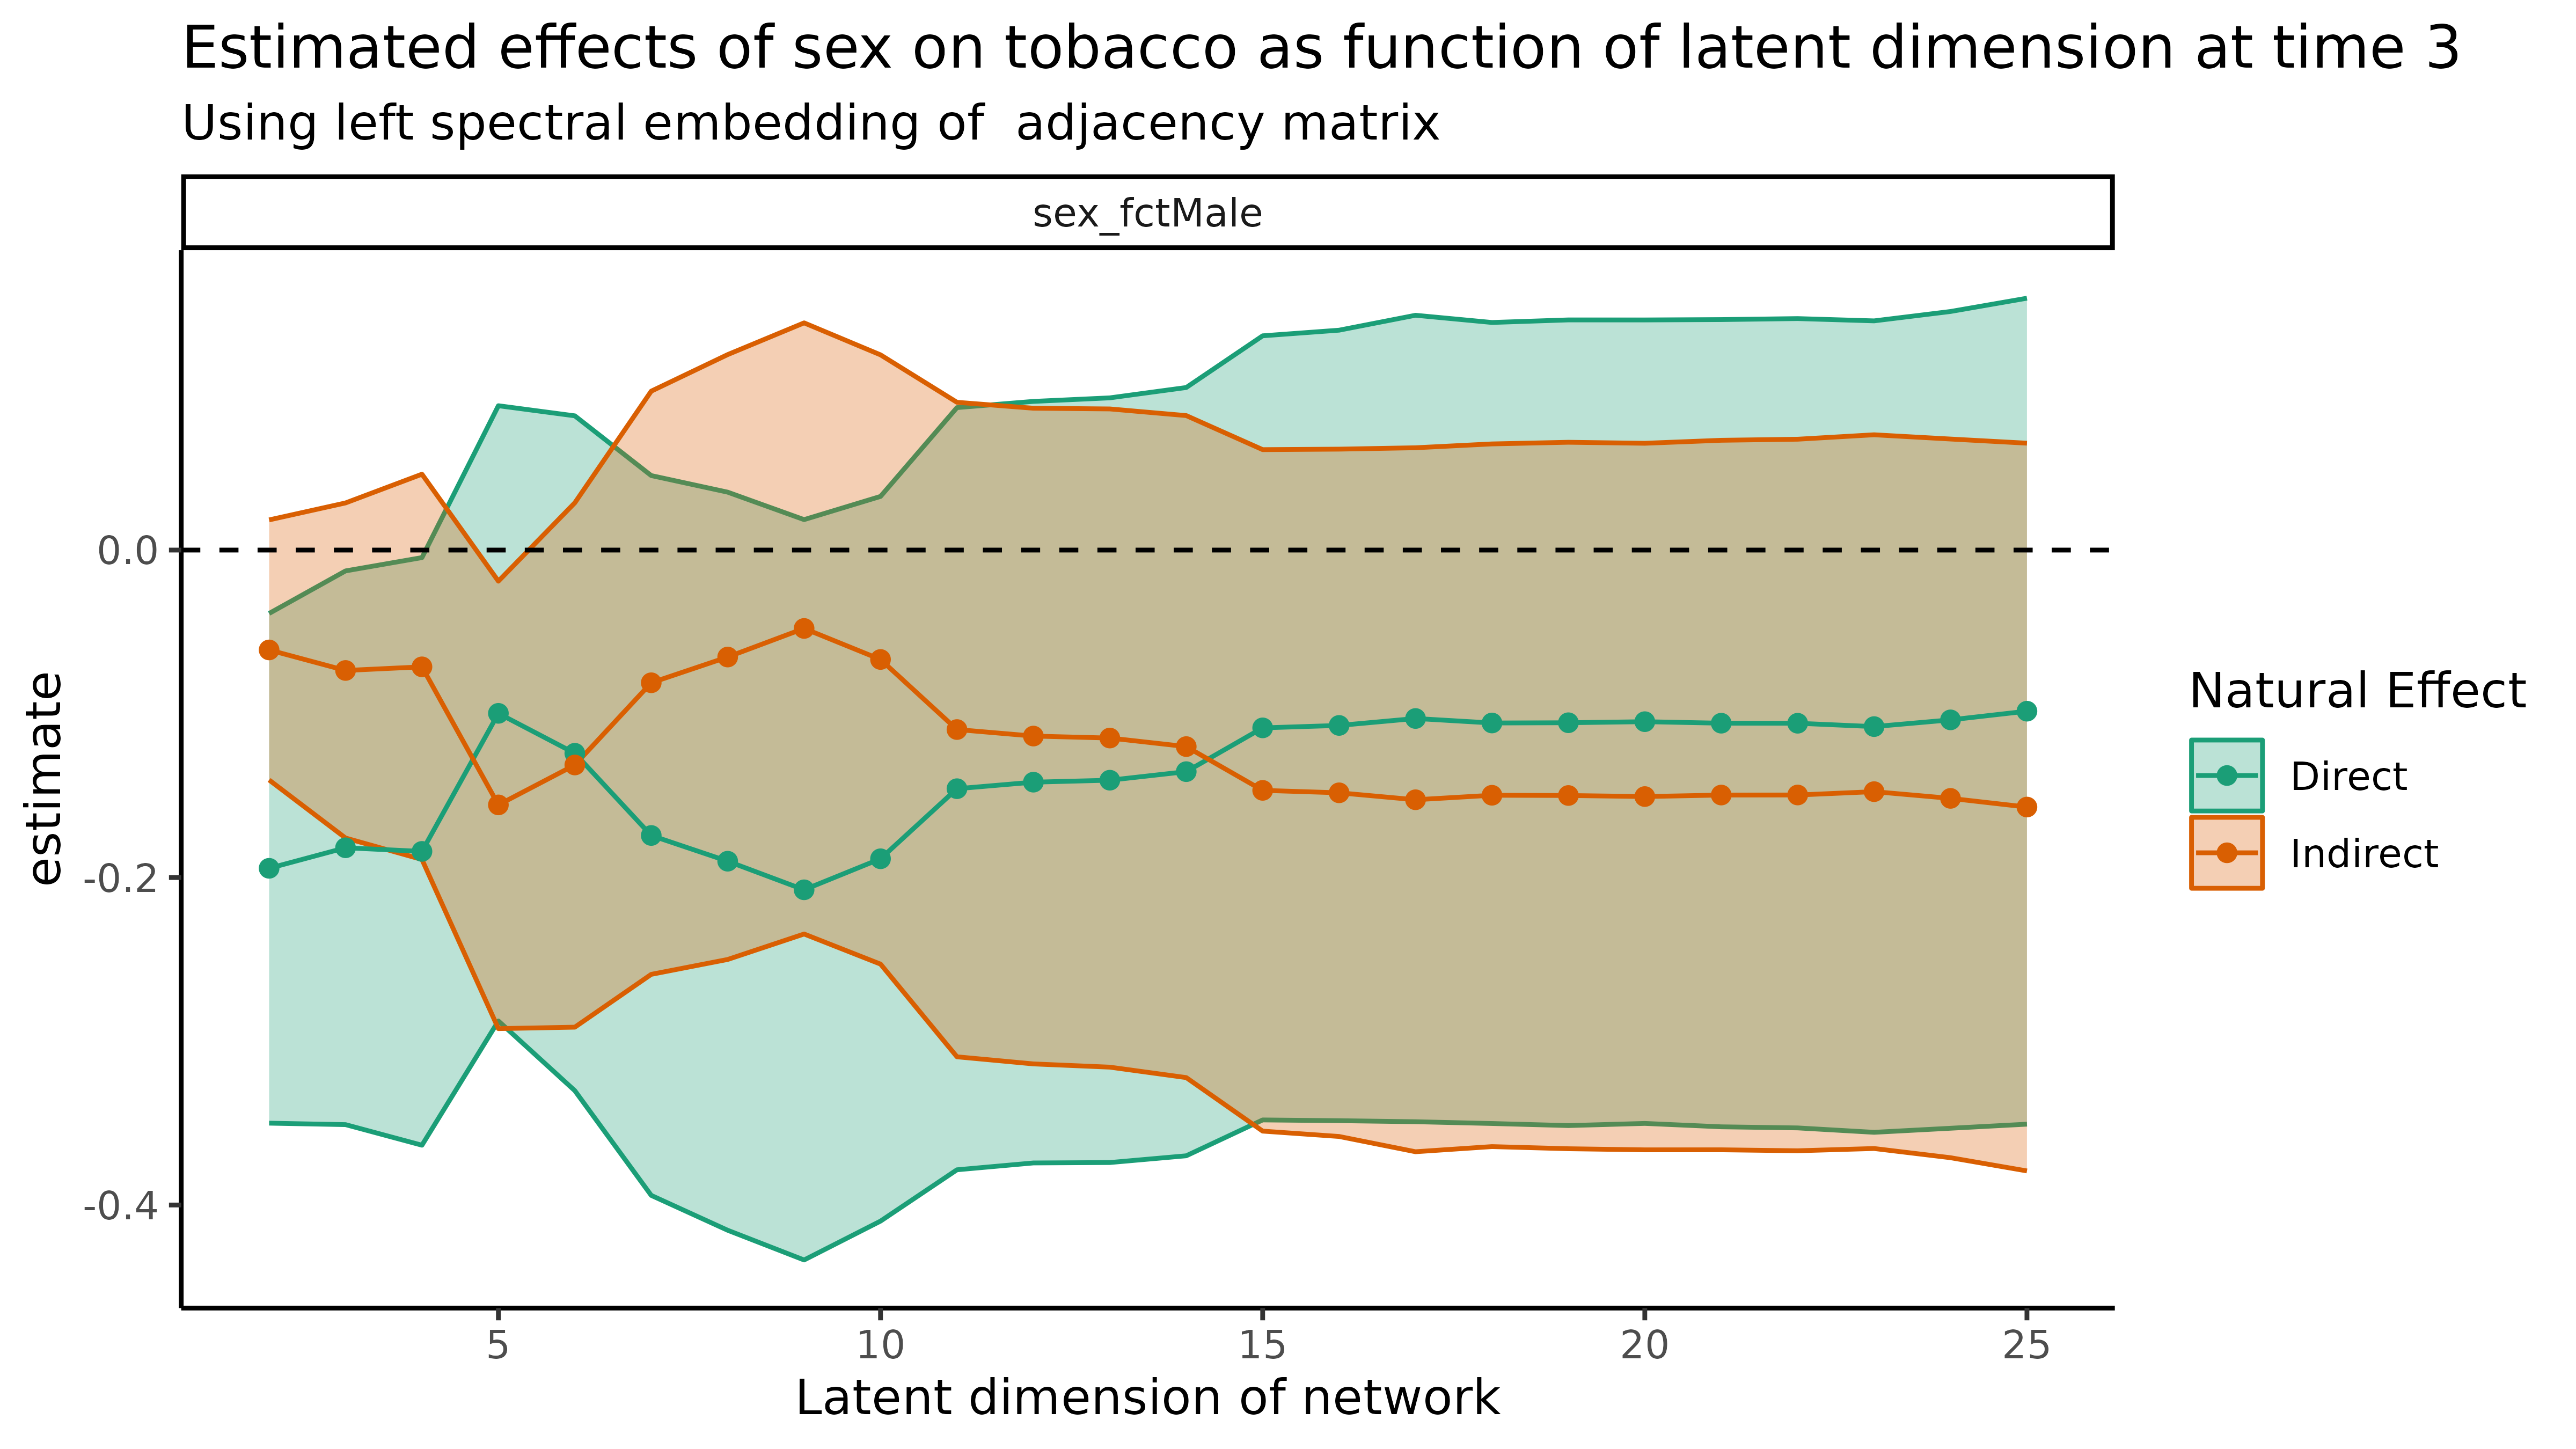 Estimated effects of sex on tobacco as function of latent dimension at time 3
Using left spectral embedding of  adjacency matrix
sex_fctMale
0.0
-0.2
-0.4
estimate
5 10 15 20 25
Latent dimension of network
Natural Effect
Direct
Indirect